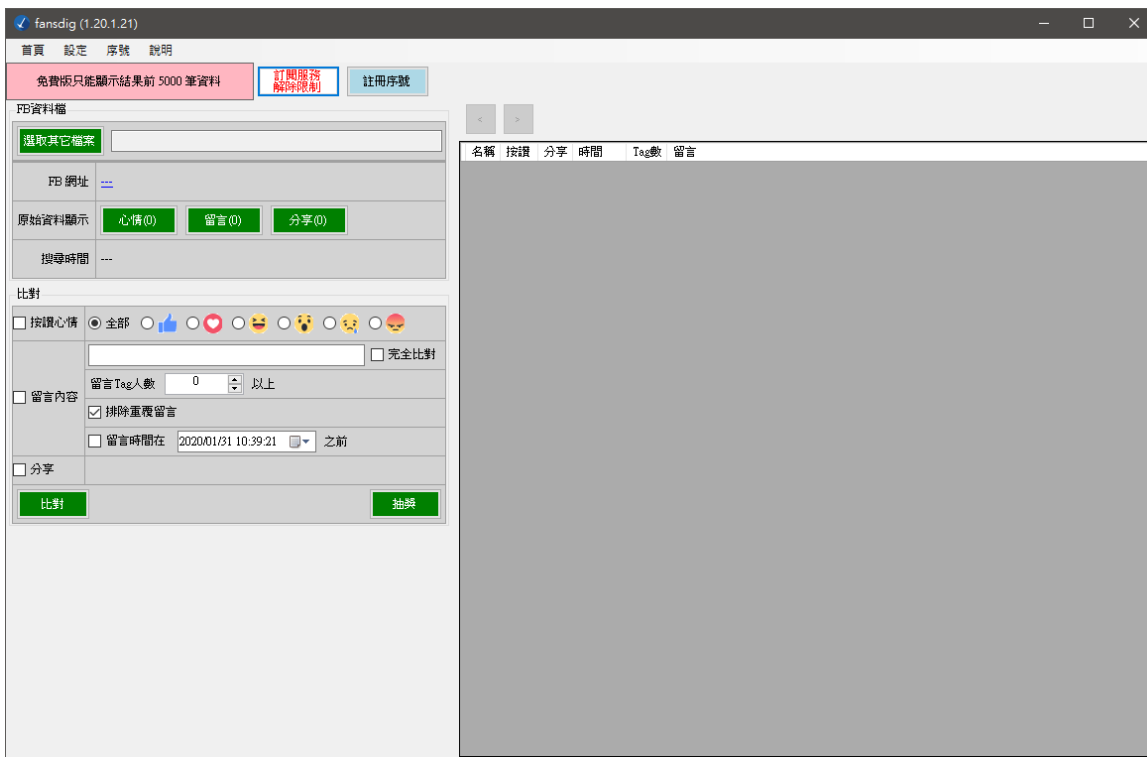 fansdig (1.20.1.21)
首頁 設定 序號 說明
免費版只能顯示結果前 5000 筆資料
訂閱服務
解除限制
註冊序號
FB資料檔
選取其它檔案
FB 網址 ---
原始資料顯示 心情(0) 留言(0) 分享(0)
搜尋時間 ---
比對
按讚心情 全部
留言內容
完全比對
留言Tag人數 0 以上
排除重覆留言
留言時間在 2020/01/31 10:39:21 之前
分享
比對 抽獎
< >
名稱 按讚 分享 時間 Tag數 留言